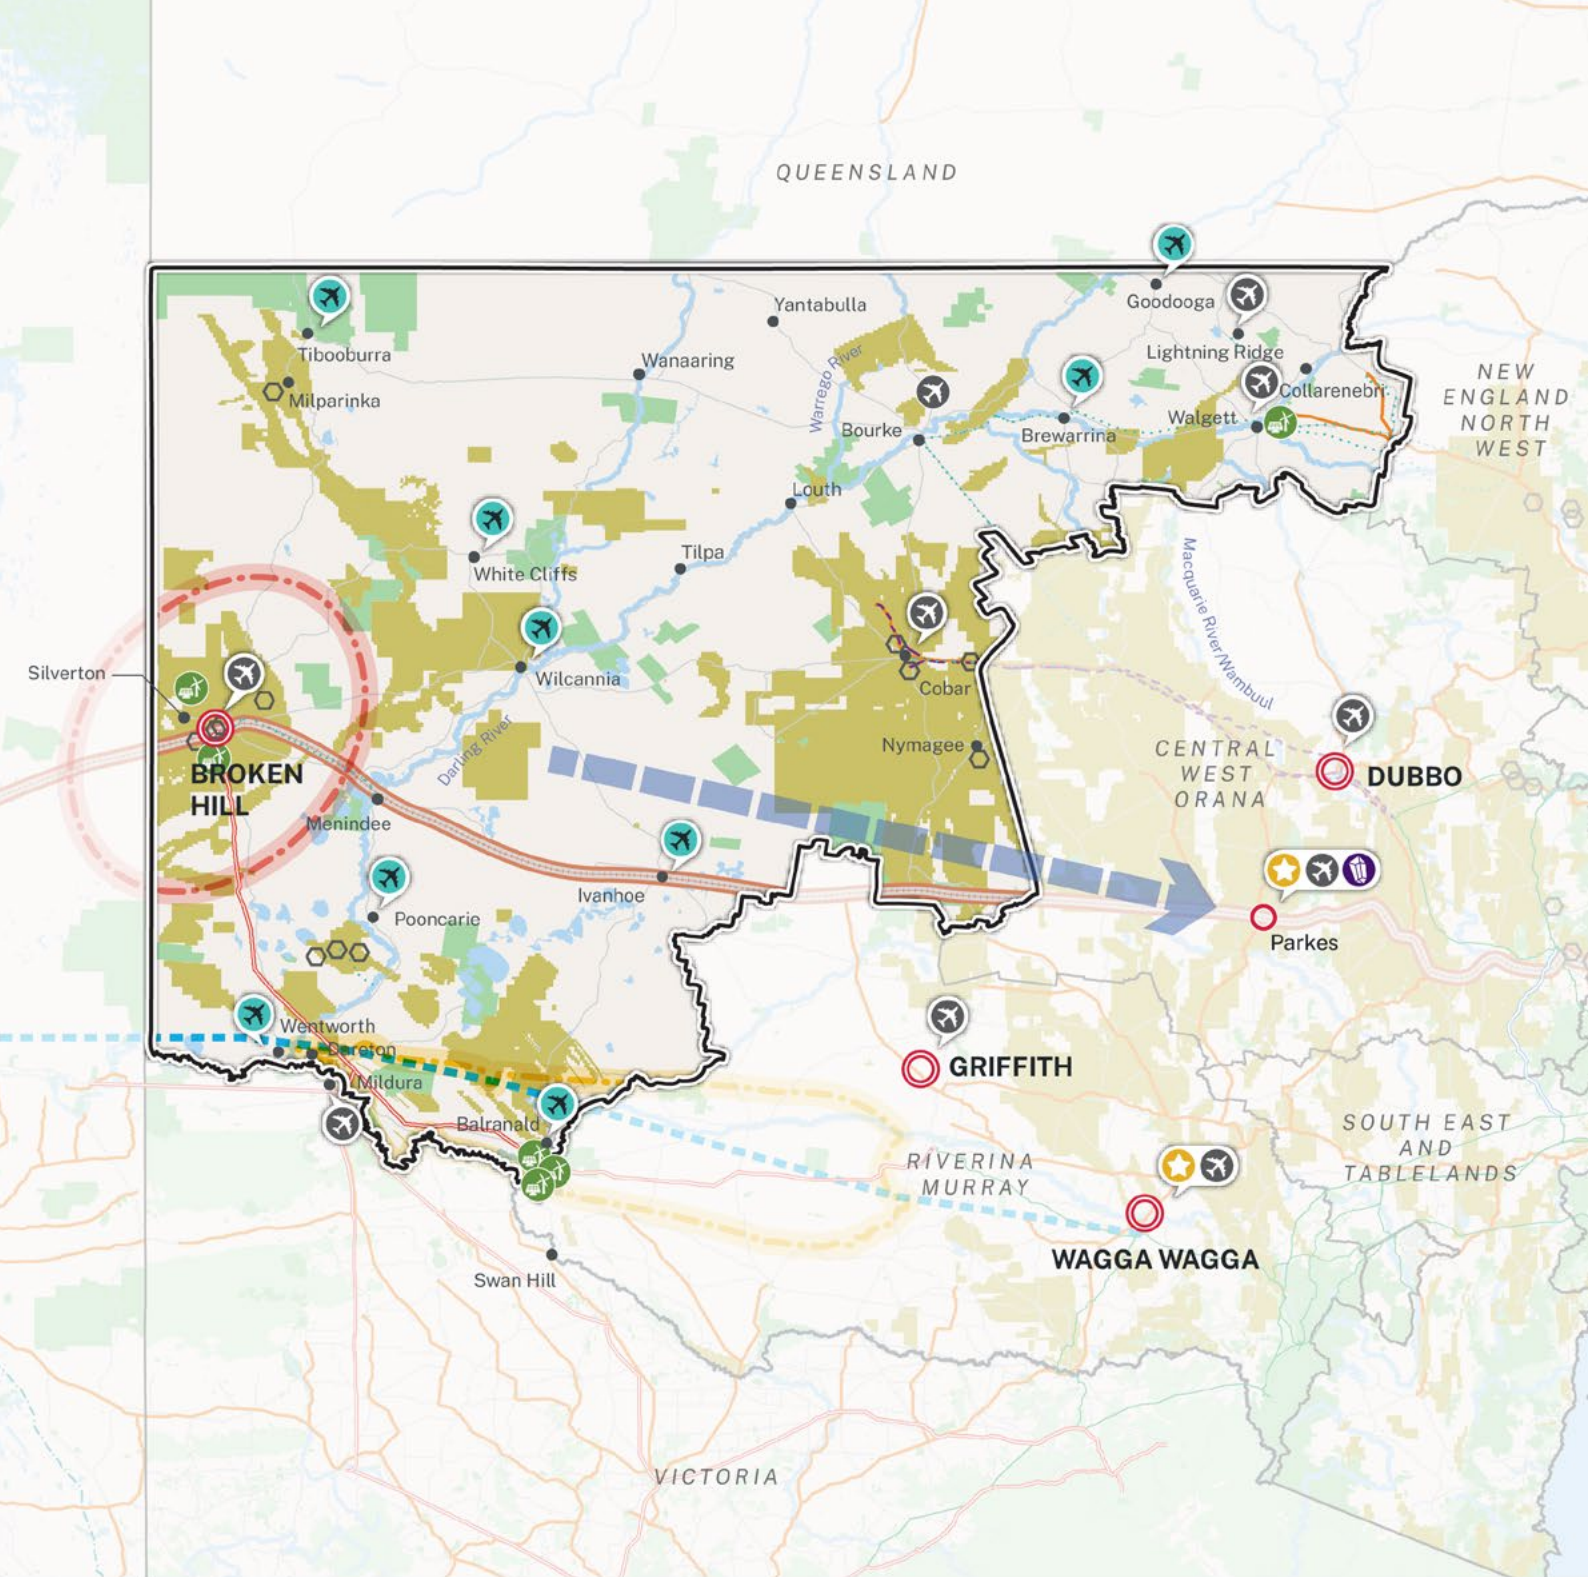 QUEENSLAND
Goodooga
Yantabulla
Lightning Ridge
Tibooburra
Wanaaring
Warrego River
Collarenebri
Milparinka
NEW
ENGLAND
NORTH
WEST
Walgett
Bourke
Brewarrina
Louth
Tilpa
White Cliffs
Macquarie River/Wambuul
Silverton
Wilcannia
Cobar
Darling River
Nymagee
CENTRAL
WEST
ORANA
DUBBO
BROKEN
HILL
Menindee
Ivanhoe
Pooncarie
Parkes
Wentworth
Dareton
GRIFFITH
Mildura
Balranald
SOUTH EAST
AND
TABLELANDS
RIVERINA
MURRAY
WAGGA WAGGA
Swan Hill
VICTORIA